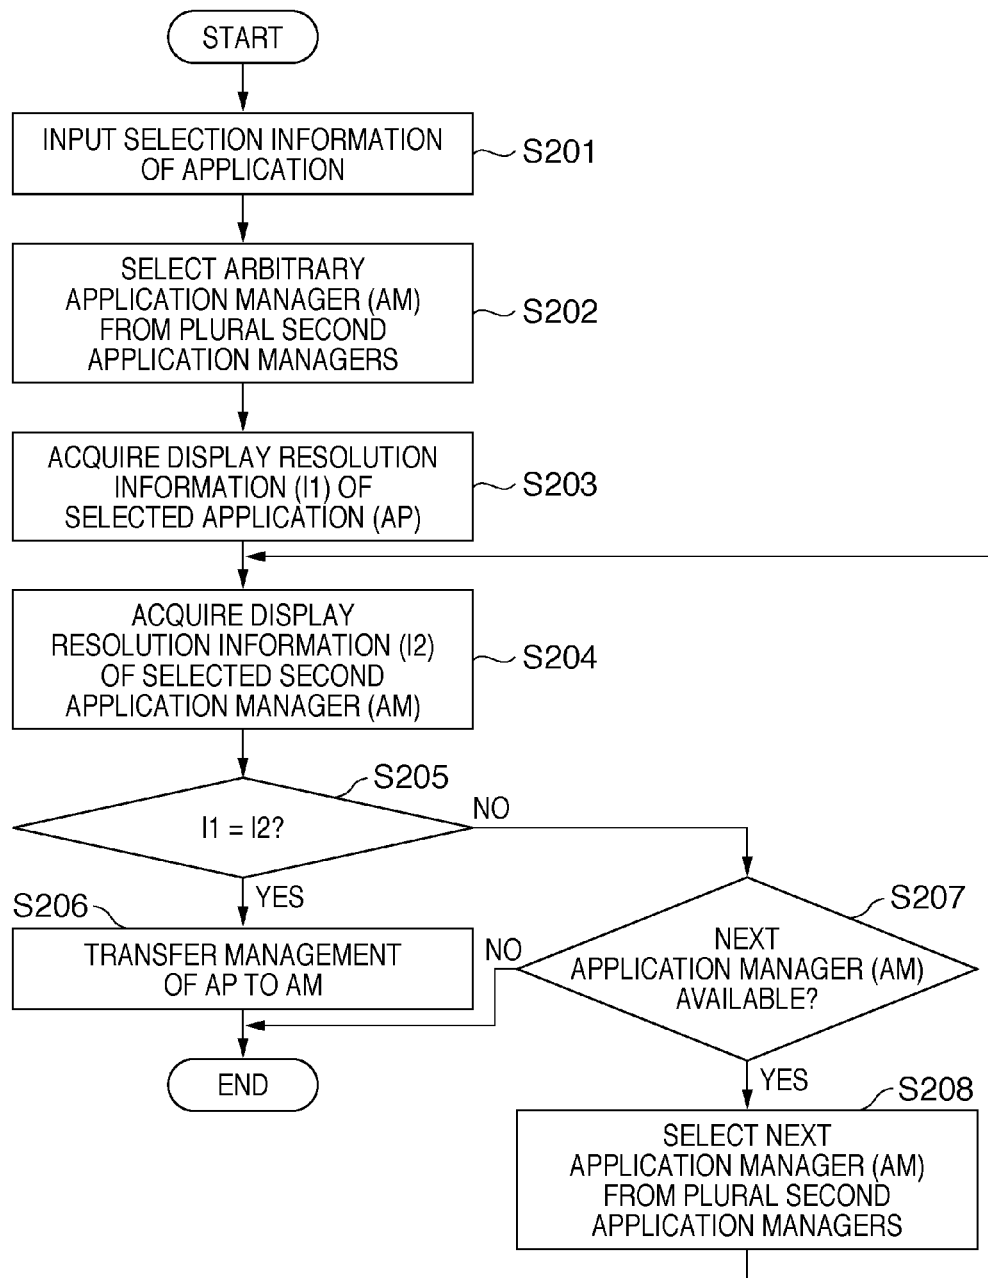 START
INPUT SELECTION INFORMATION
OF APPLICATION
S201
SELECT ARBITRARY
APPLICATION MANAGER (AM)
FROM PLURAL SECOND
APPLICATION MANAGERS
S202
ACQUIRE DISPLAY RESOLUTION
INFORMATION (I1) OF
SELECTED APPLICATION (AP)
S203
ACQUIRE DISPLAY
RESOLUTION INFORMATION (I2)
OF SELECTED SECOND
APPLICATION MANAGER (AM)
S204
S205
I1 = I2?
NO
YES
S206
TRANSFER MANAGEMENT
OF AP TO AM
S207
NEXT
APPLICATION MANAGER (AM)
AVAILABLE?
NO
END
YES
S208
SELECT NEXT
APPLICATION MANAGER (AM)
FROM PLURAL SECOND
APPLICATION MANAGERS